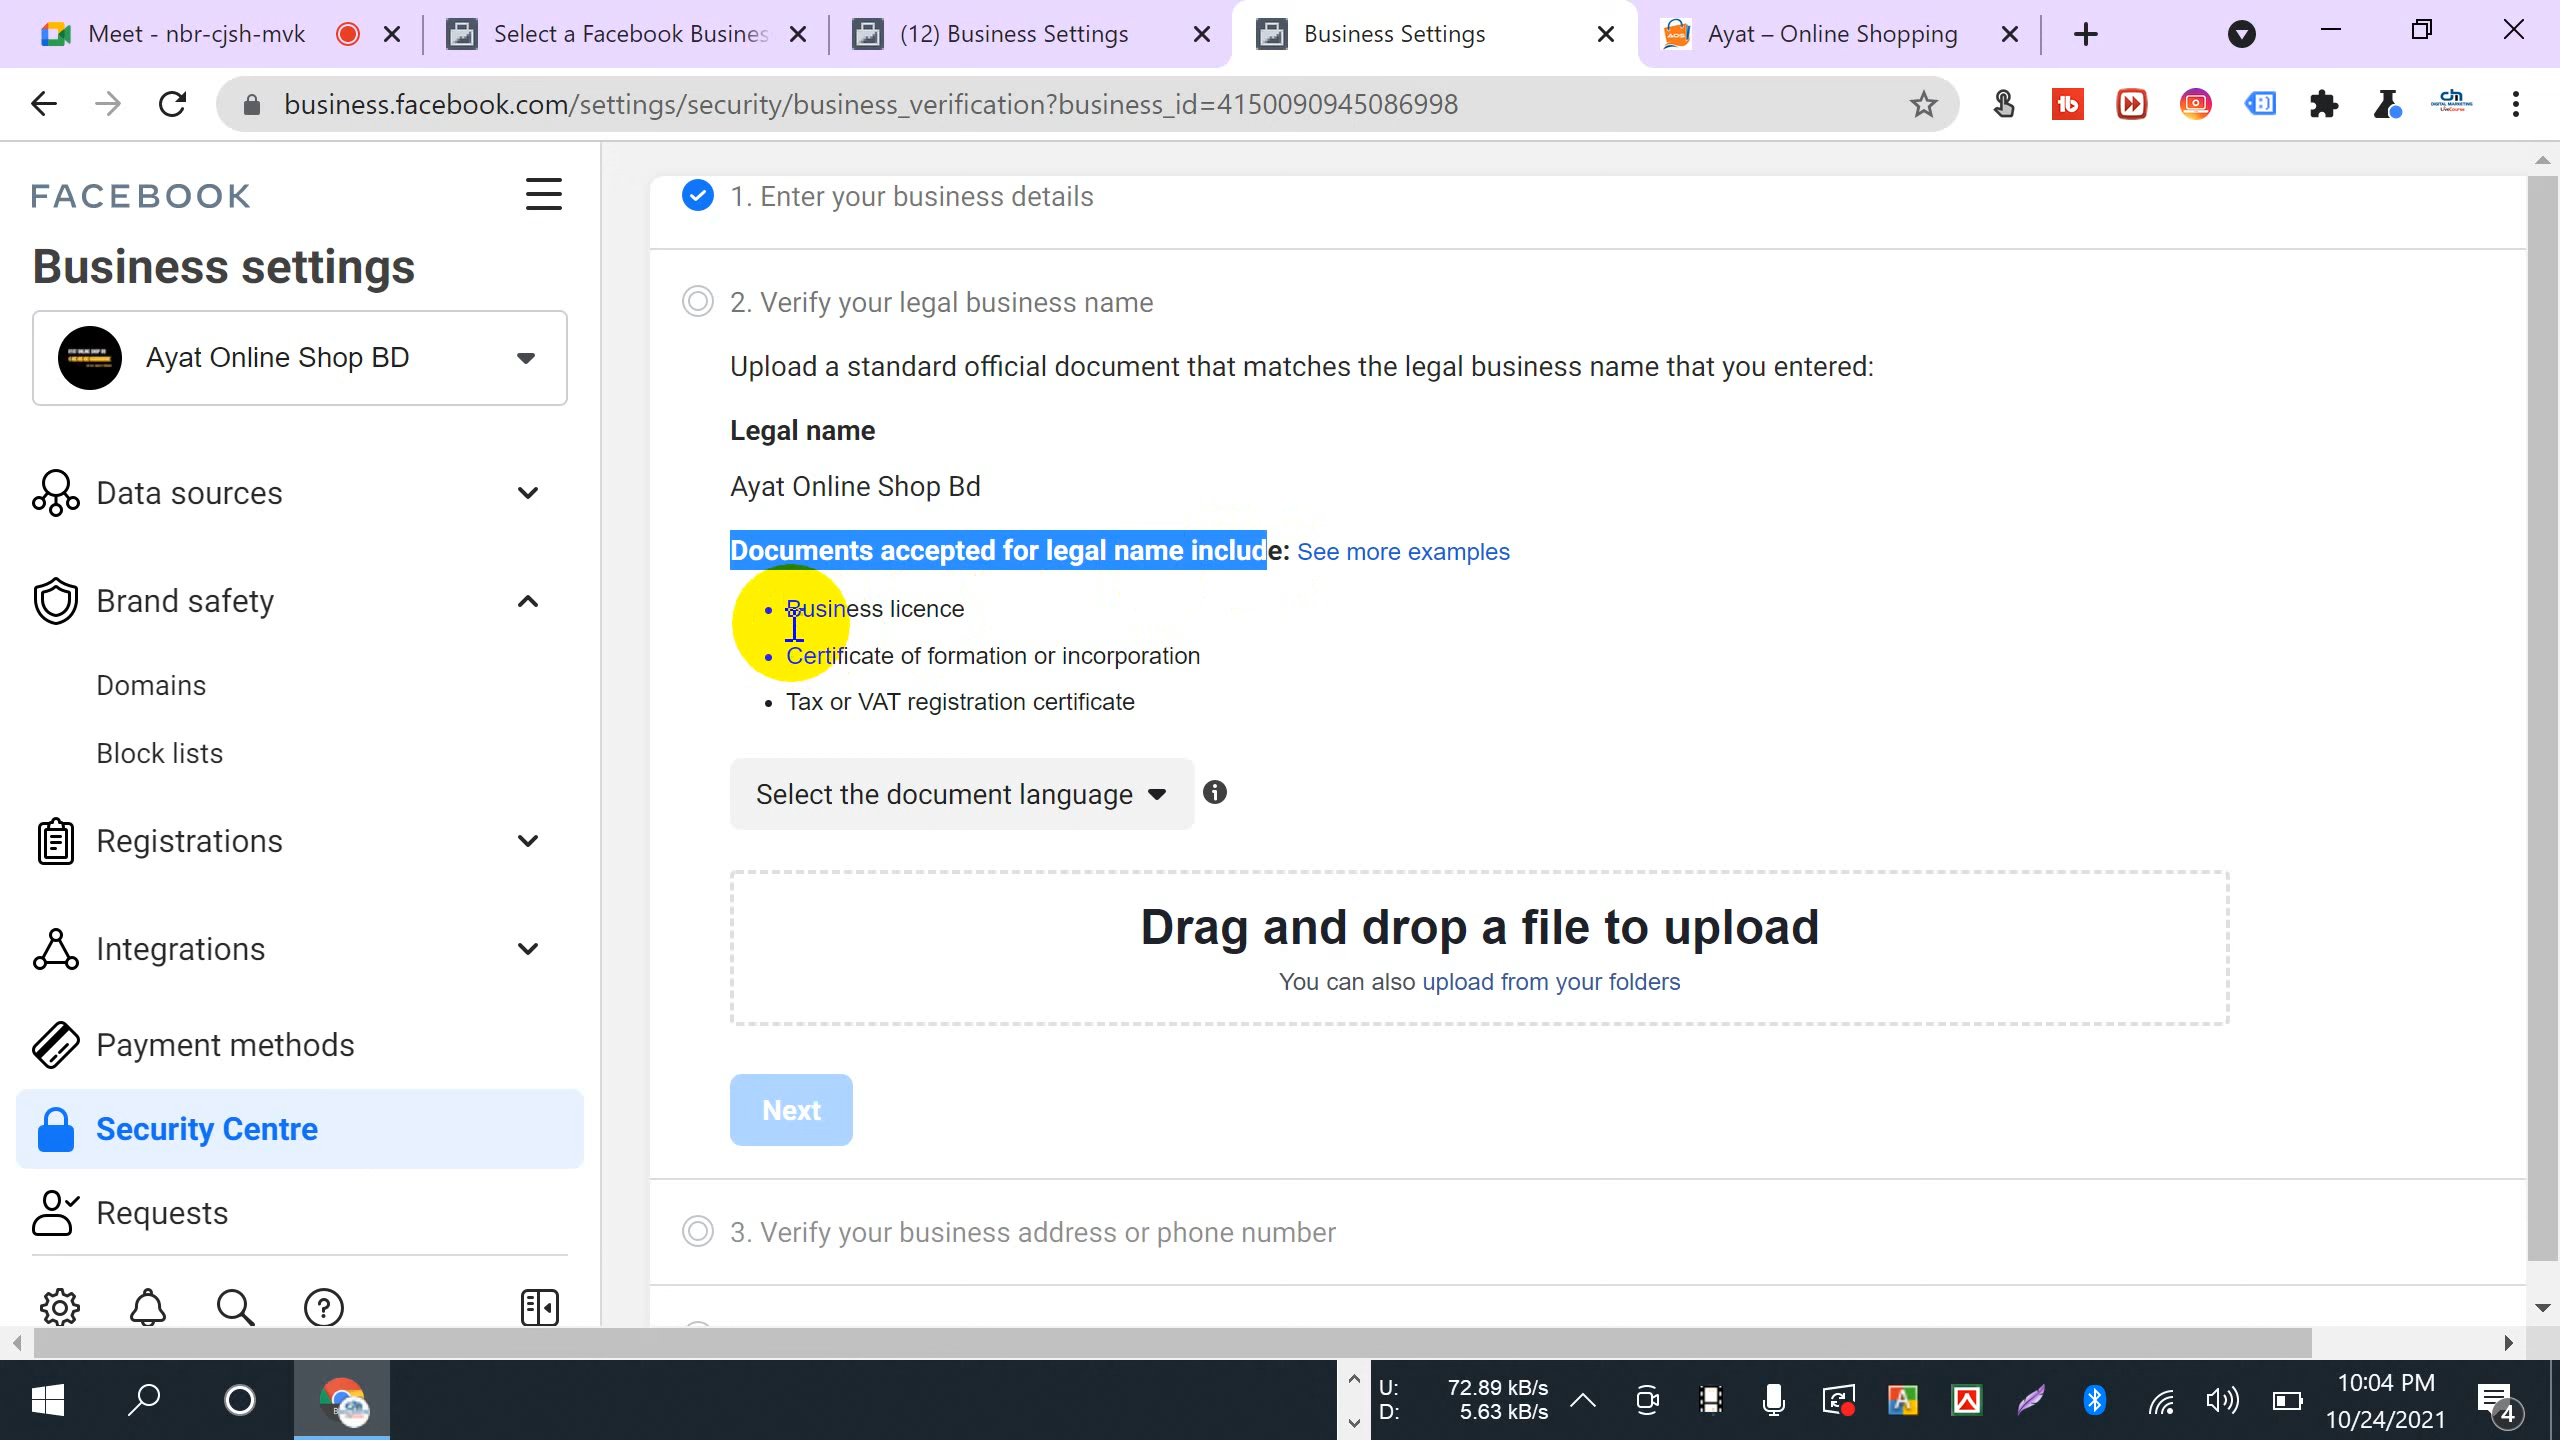 Meet - nbr-cjsh-mvk
Select a Facebook Busines
(12) Business Settings
Business Settings
Ayat – Online Shopping
business.facebook.com/settings/security/business_verification?business_id=4150090945086998
FACEBOOK
Business settings
Ayat Online Shop BD
Data sources
Brand safety
Domains
Block lists
Registrations
Integrations
Payment methods
Security Centre
Requests
1. Enter your business details
2. Verify your legal business name
Upload a standard official document that matches the legal business name that you entered:
Legal name
Ayat Online Shop Bd
Documents accepted for legal name include: See more examples
• Business licence
• Certificate of formation or incorporation
• Tax or VAT registration certificate
Select the document language
Drag and drop a file to upload
You can also upload from your folders
Next
3. Verify your business address or phone number
U: 72.89 kB/s
D: 5.63 kB/s
10:04 PM
10/24/2021
4